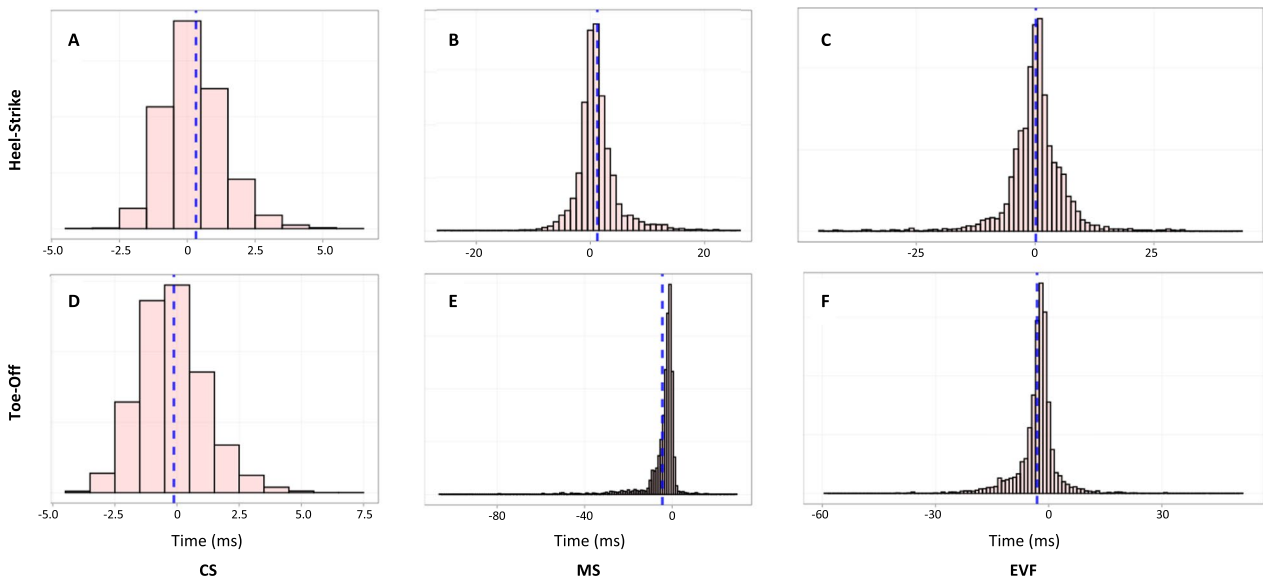 Heel-Strike
A
B
C
-5.0 -2.5 0 2.5 5.0
-20 0 20
-25 0 25
Toe-Off
D
E
F
-5.0 -2.5 0 2.5 5.0 7.5
-80 -40 0
-60 -30 0 30
Time (ms) Time (ms) Time (ms)
CS MS EVF